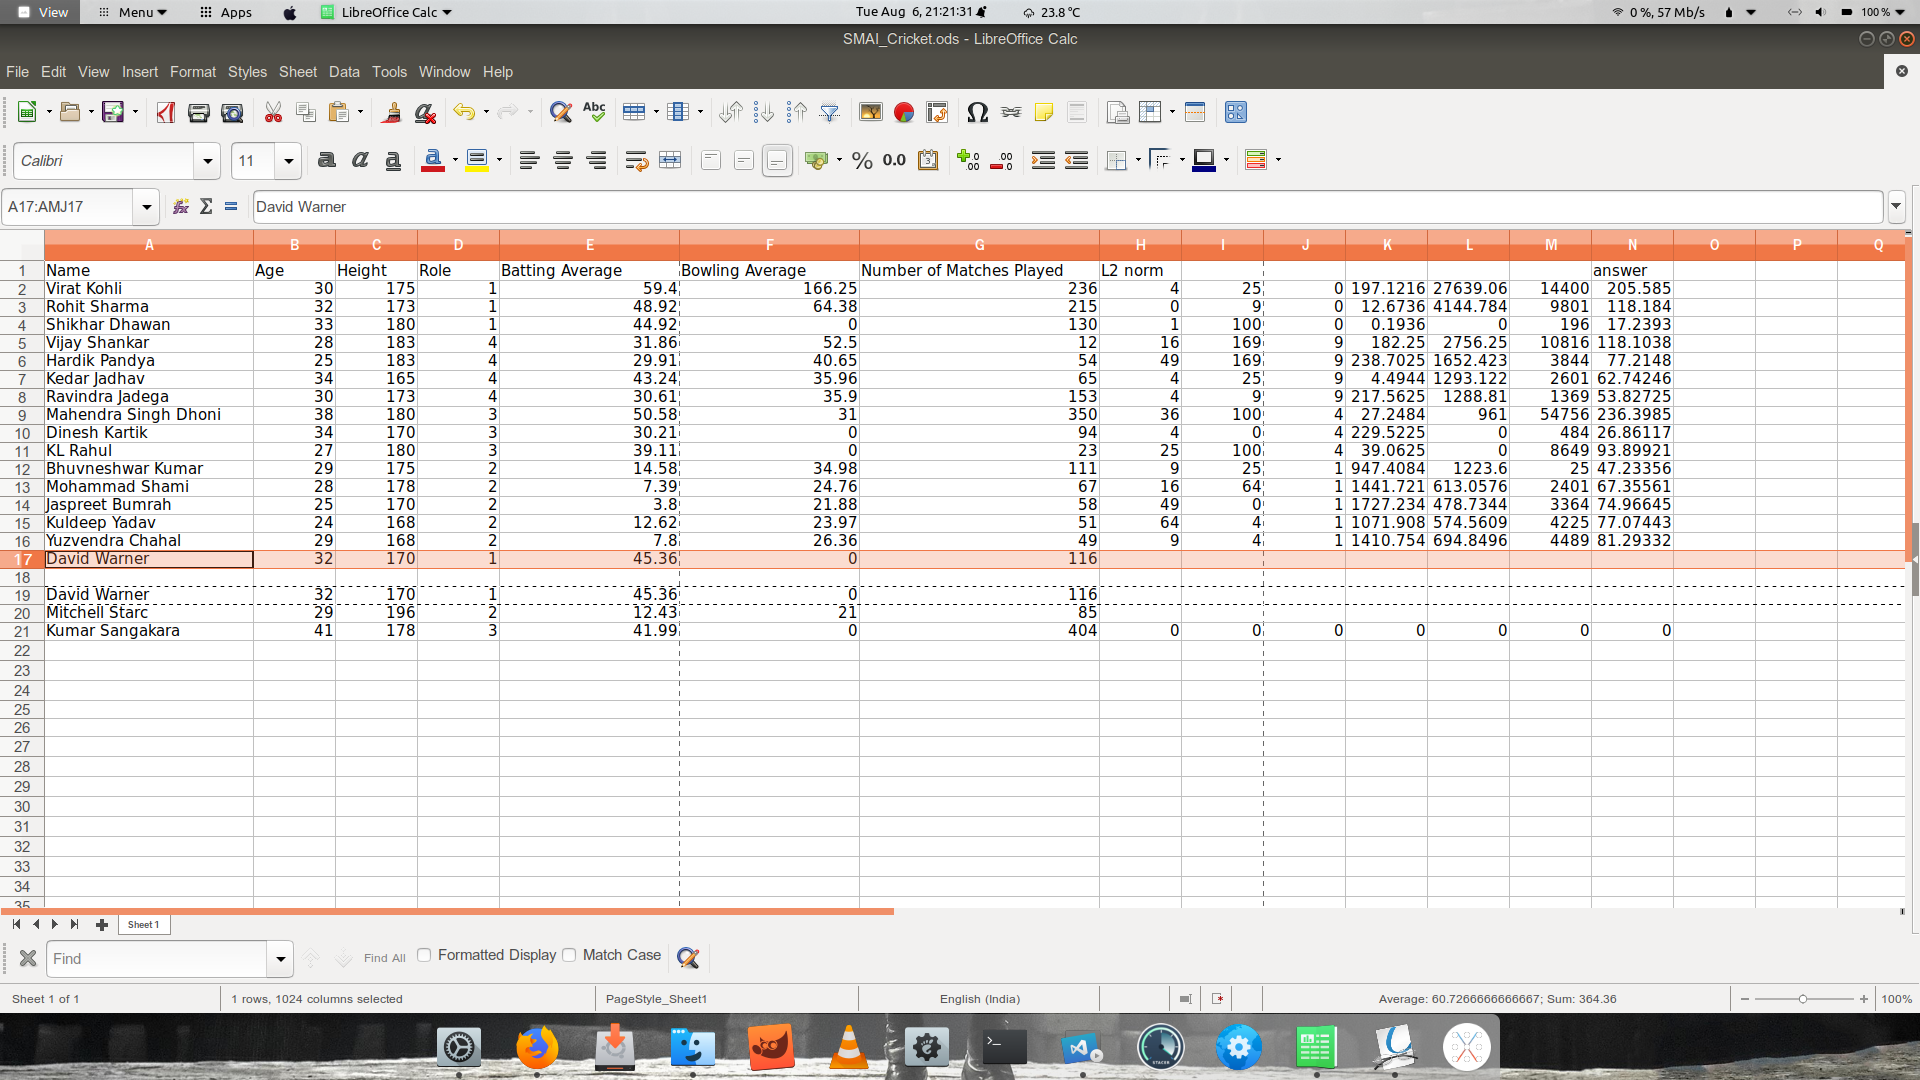 View Menu Apps LibreOffice Calc Tue Aug 6, 21:21:31 23.8 °C 0 %, 57 Mb/s 100 %
SMAI_Cricket.ods - LibreOffice Calc
File Edit View Insert Format Styles Sheet Data Tools Window Help
Calibri 11
A17:AMJ17 David Warner
A B C D E F G H I J K L M N O P Q
1 Name Age Height Role Batting Average Bowling Average Number of Matches Played L2 norm answer
2 Virat Kohli 30 175 1 59.4 166.25 236 4 25 0 197.1216 27639.06 14400 205.585
3 Rohit Sharma 32 173 1 48.92 64.38 215 0 9 0 12.6736 4144.784 9801 118.184
4 Shikhar Dhawan 33 180 1 44.92 0 130 1 100 0 0.1936 0 196 17.2393
5 Vijay Shankar 28 183 4 31.86 52.5 12 16 169 9 182.25 2756.25 10816 118.1038
6 Hardik Pandya 25 183 4 29.91 40.65 54 49 169 9 238.7025 1652.423 3844 77.2148
7 Kedar Jadhav 34 165 4 43.24 35.96 65 4 25 9 4.4944 1293.122 2601 62.74246
8 Ravindra Jadega 30 173 4 30.61 35.9 153 4 9 9 217.5625 1288.81 1369 53.82725
9 Mahendra Singh Dhoni 38 180 3 50.58 31 350 36 100 4 27.2484 961 54756 236.3985
10 Dinesh Kartik 34 170 3 30.21 0 94 4 0 4 229.5225 0 484 26.86117
11 KL Rahul 27 180 3 39.11 0 23 25 100 4 39.0625 0 8649 93.89921
12 Bhuvneshwar Kumar 29 175 2 14.58 34.98 111 9 25 1 947.4084 1223.6 25 47.23356
13 Mohammad Shami 28 178 2 7.39 24.76 67 16 64 1 1441.721 613.0576 2401 67.35561
14 Jaspreet Bumrah 25 170 2 3.8 21.88 58 49 0 1 1727.234 478.7344 3364 74.96645
15 Kuldeep Yadav 24 168 2 12.62 23.97 51 64 4 1 1071.908 574.5609 4225 77.07443
16 Yuzvendra Chahal 29 168 2 7.8 26.36 49 9 4 1 1410.754 694.8496 4489 81.29332
17 David Warner 32 170 1 45.36 0 116
18
19 David Warner 32 170 1 45.36 0 116
20 Mitchell Starc 29 196 2 12.43 21 85
21 Kumar Sangakara 41 178 3 41.99 0 404 0 0 0 0 0 0 0
22
23
24
25
26
27
28
29
30
31
32
33
34
35
Sheet 1
Find Find All Formatted Display Match Case
Sheet 1 of 1 1 rows, 1024 columns selected PageStyle_Sheet1 English (India) Average: 60.7266666666667; Sum: 364.36 100%